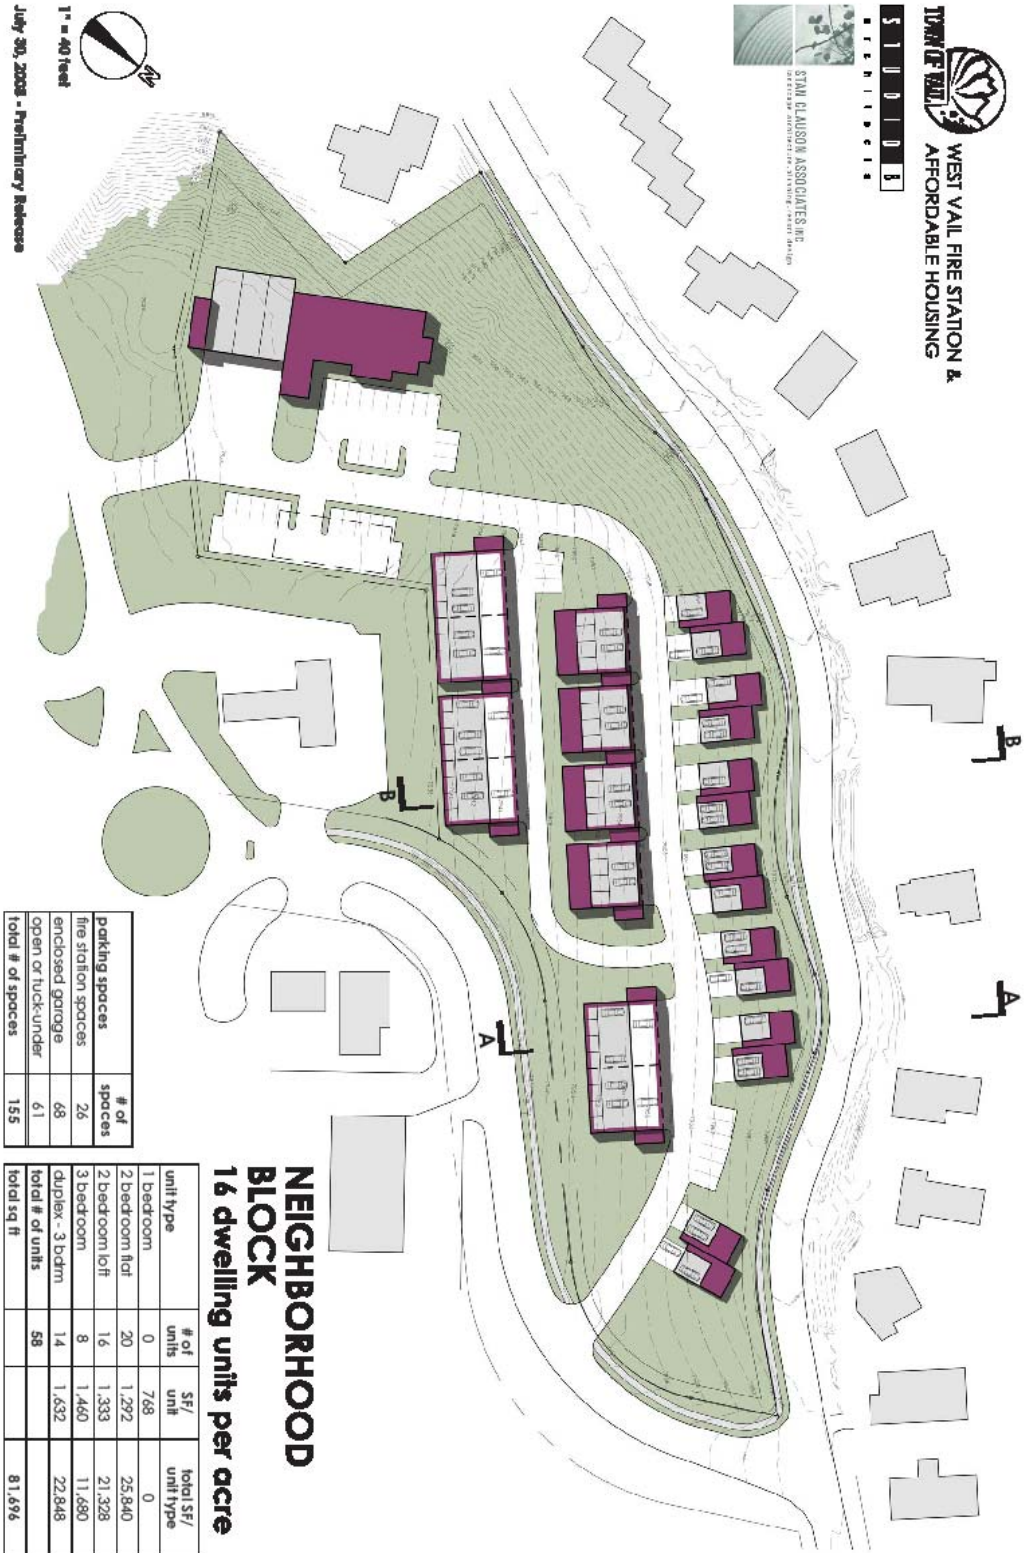 TOWN OF VAIL
WEST VAIL FIRE STATION &
AFFORDABLE HOUSING
STUDIO B
architects
STAN CLAUSON ASSOCIATES INC
landscape architecture.planning.resort design
B
A
B
A
N
1" = 40 feet
July 30, 2008 - Preliminary Release
NEIGHBORHOOD
BLOCK
16 dwelling units per acre
parking spaces # of spaces
fire station spaces 26
enclosed garage 68
open or tuck-under 61
total # of spaces 155
unit type # of units SF/ unit total SF/ unit type
1 bedroom 0 768 0
2 bedroom flat 20 1,292 25,840
2 bedroom loft 16 1,333 21,328
3 bedroom 8 1,460 11,680
duplex - 3 bdrm 14 1,632 22,848
total # of units 58
total sq ft 81,696